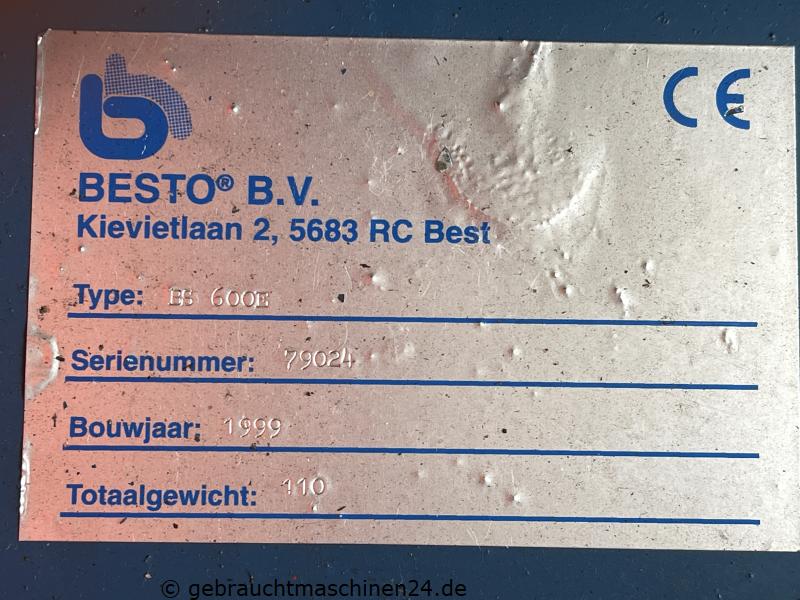 CE
BESTO® B.V.
Kievietlaan 2, 5683 RC Best
Type: BS 600E
Serienummer: 79024
Bouwjaar: 1999
Totaalgewicht: 110
© gebrauchtmaschinen24.de